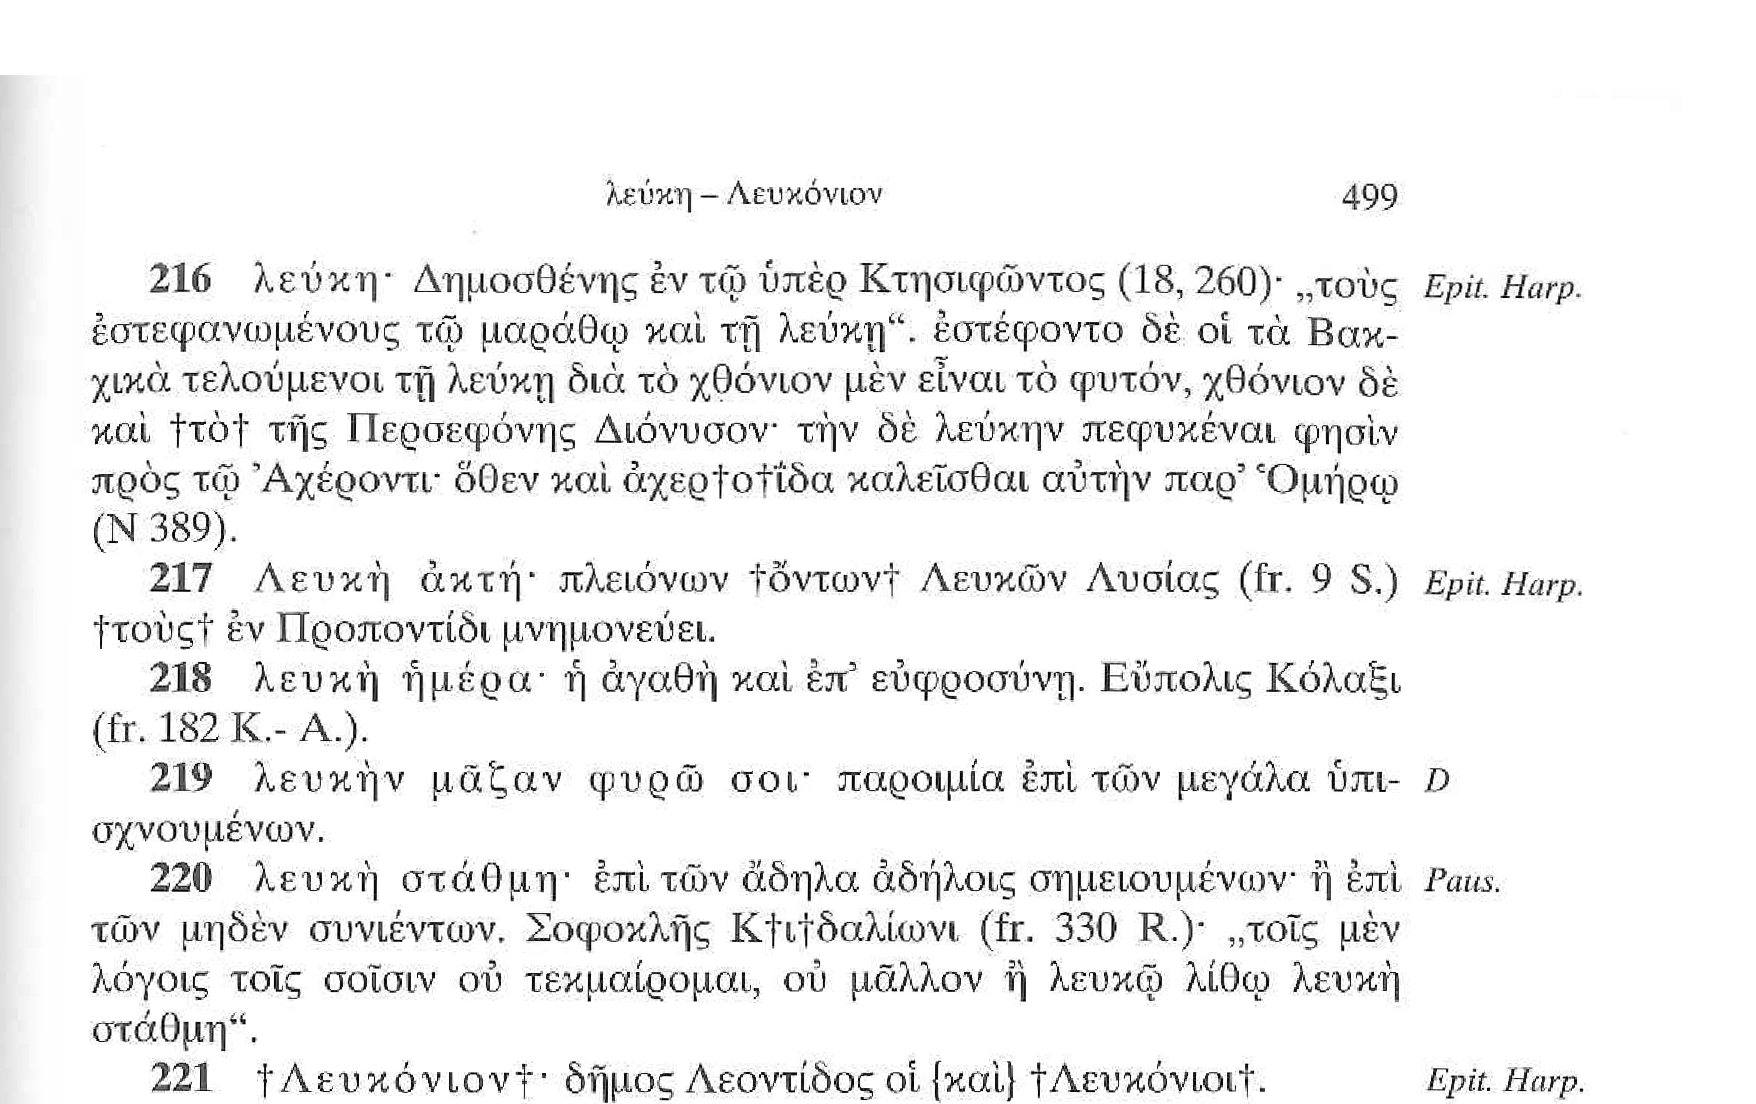 λεύκη – Λευκόνιον 499
216 λεύκη· Δημοσθένης ἐν τῷ ὑπὲρ Κτησιφῶντος (18, 260)· „τοὺς Epit. Harp.
ἐστεφανωμένους τῷ μαράθῳ καὶ τῇ λεύκῃ“. ἐστέφοντο δὲ οἱ τὰ Βακ-
χικὰ τελούμενοι τῇ λεύκῃ διὰ τὸ χθόνιον μὲν εἶναι τὸ φυτόν, χθόνιον δὲ
καὶ †τὸ† τῆς Περσεφόνης Διόνυσον· τὴν δὲ λεύκην πεφυκέναι φησὶν
πρὸς τῷ Ἀχέροντι· ὅθεν καὶ ἀχερ†ο†ΐδα καλεῖσθαι αὐτὴν παρ’ Ὁμήρῳ
(Ν 389).
217 Λευκὴ ἀκτή· πλειόνων †ὄντων† Λευκῶν Λυσίας (fr. 9 S.) Epit. Harp.
†τοὺς† ἐν Προποντίδι μνημονεύει.
218 λευκὴ ἡμέρα· ἡ ἀγαθὴ καὶ ἐπ’ εὐφροσύνῃ. Εὔπολις Κόλαξι
(fr. 182 K.- A.).
219 λευκὴν μᾶζαν φυρῶ σοι· παροιμία ἐπὶ τῶν μεγάλα ὑπι- D
σχνουμένων.
220 λευκὴ στάθμη· ἐπὶ τῶν ἄδηλα ἀδήλοις σημειουμένων· ἢ ἐπὶ Paus.
τῶν μηδὲν συνιέντων. Σοφοκλῆς Κ†ι†δαλίωνι (fr. 330 R.)· „τοῖς μὲν
λόγοις τοῖς σοῖσιν οὐ τεκμαίρομαι, οὐ μᾶλλον ἢ λευκῷ λίθῳ λευκὴ
στάθμη“.
221 †Λευκόνιον†· δῆμος Λεοντίδος οἱ {καὶ} †Λευκόνιοι†. Epit. Harp.